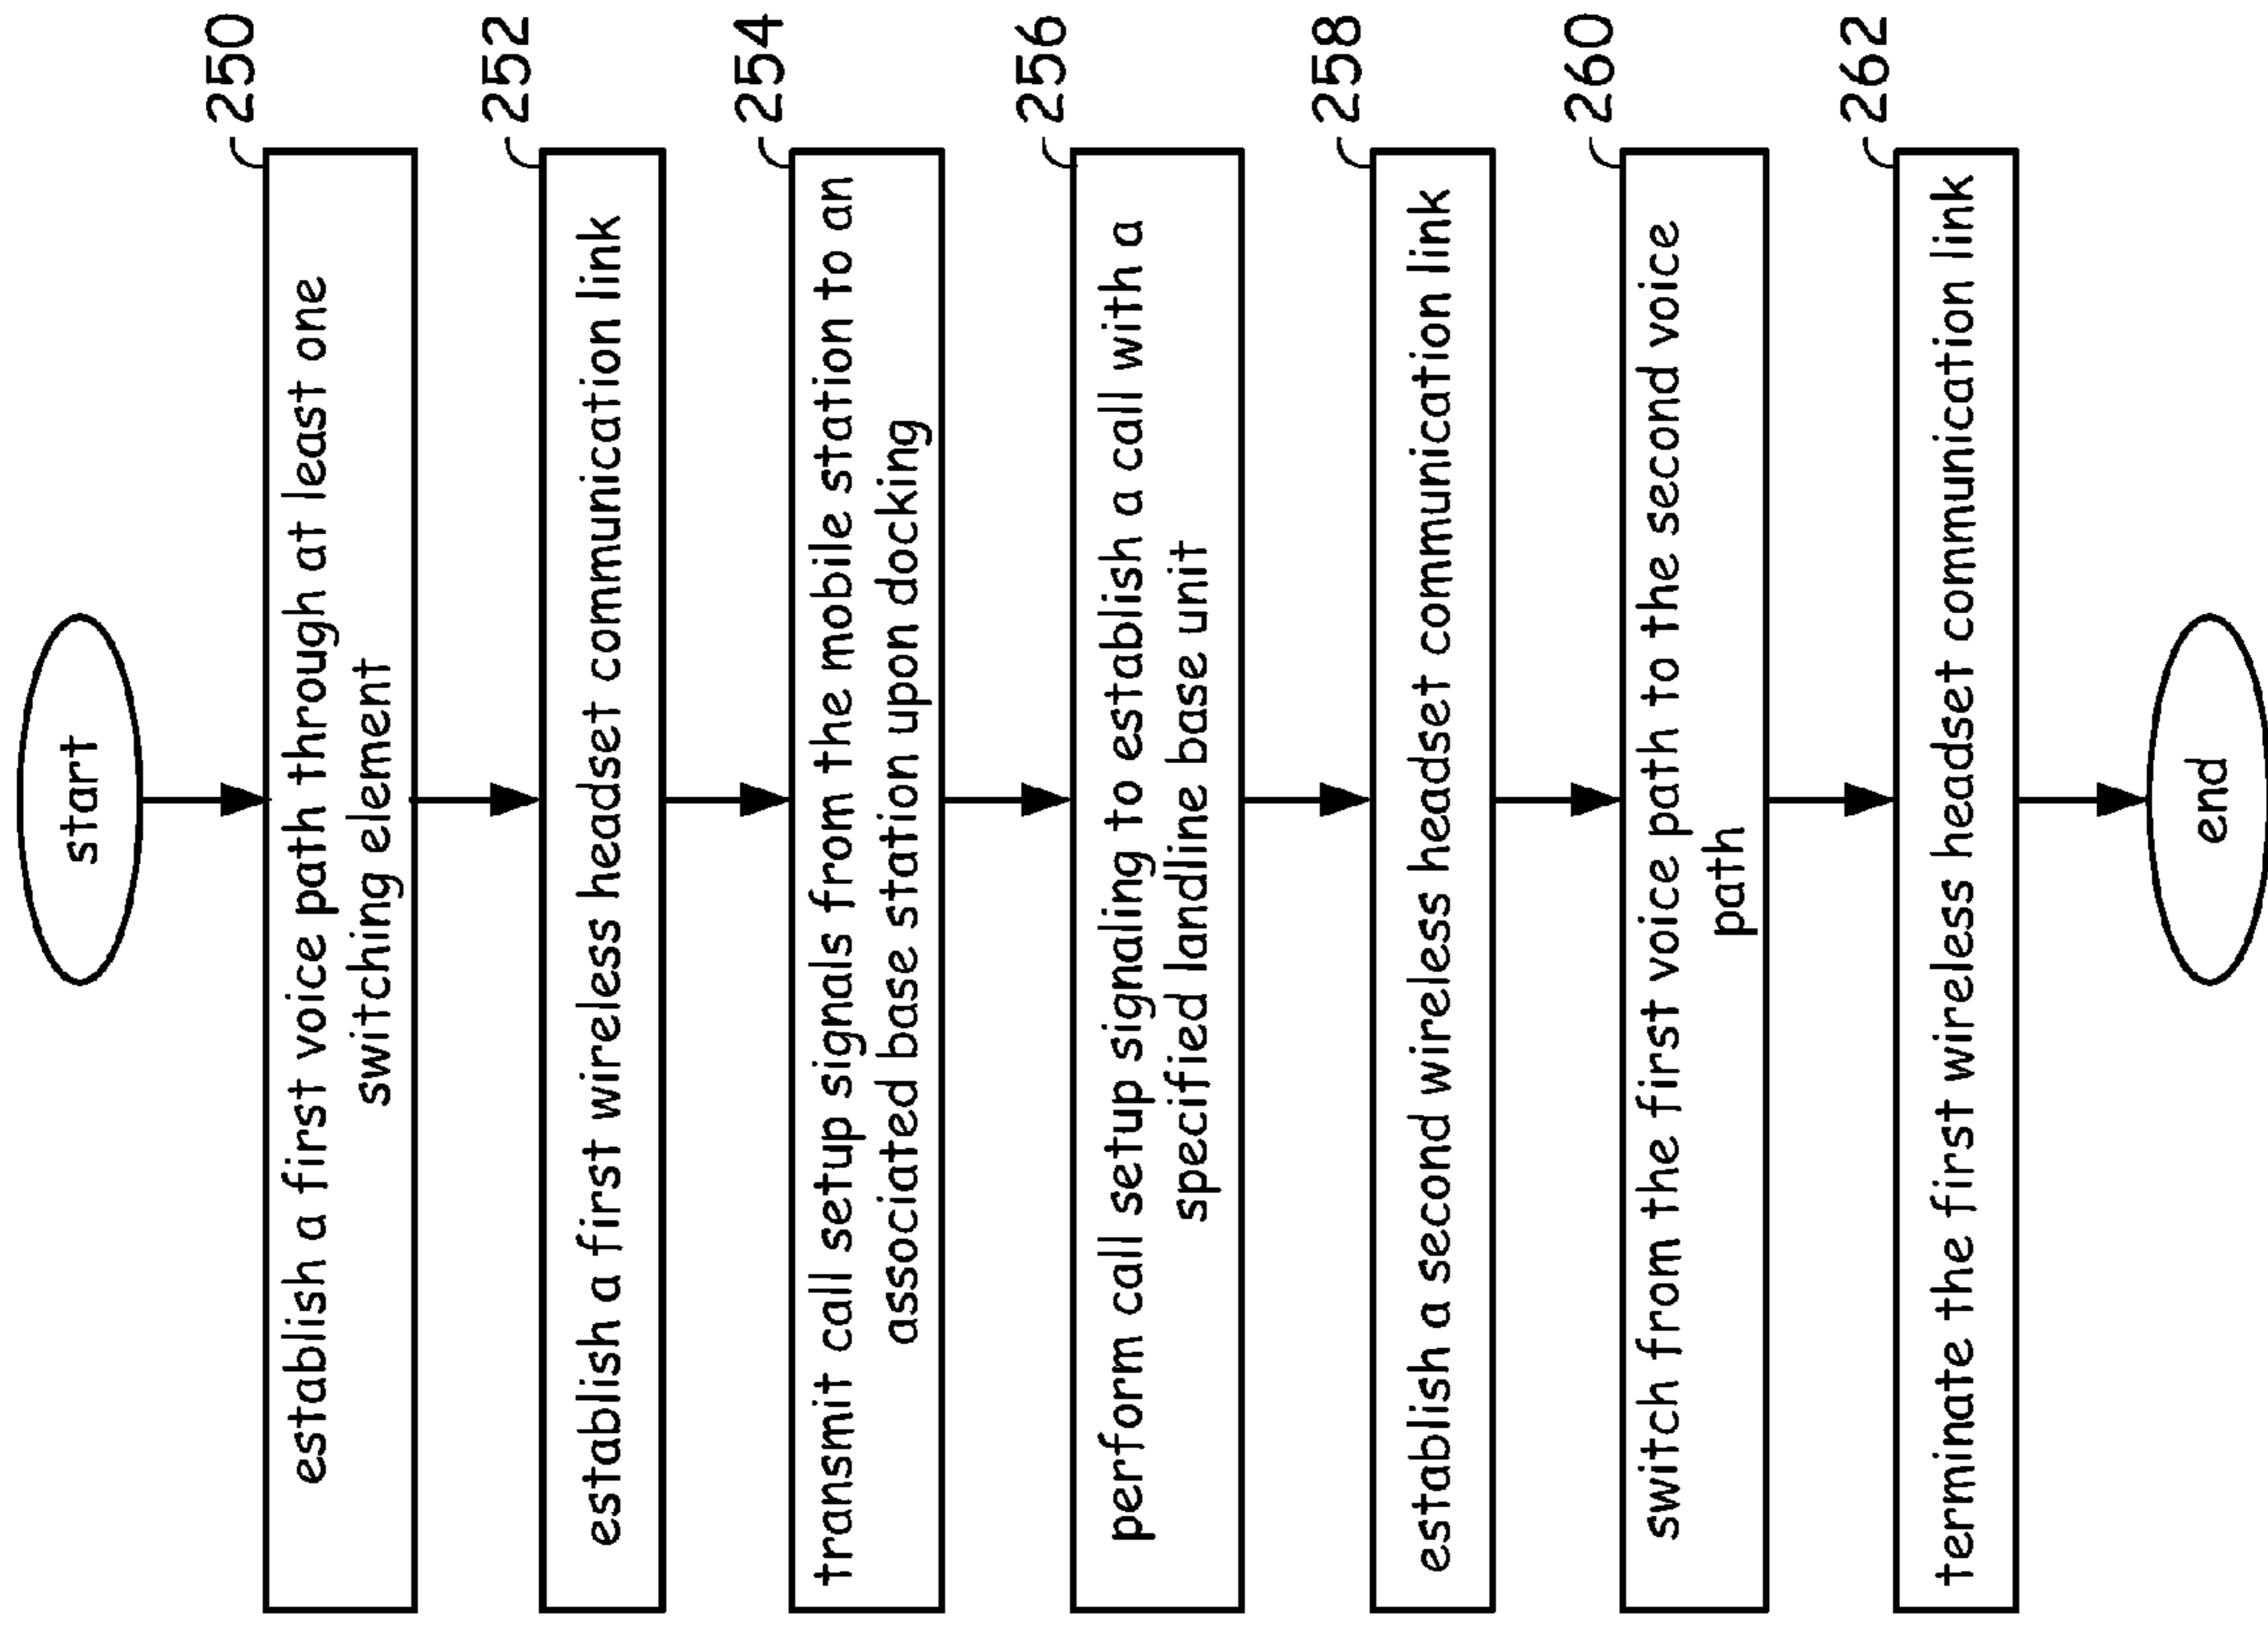 start
250
establish a first voice path through at least one
switching element
252
establish a first wireless headset communication link
254
transmit call setup signals from the mobile station to an
associated base station upon docking
256
perform call setup signaling to establish a call with a
specified landline base unit
258
establish a second wireless headset communication link
260
switch from the first voice path to the second voice
path
262
terminate the first wireless headset communication link
end